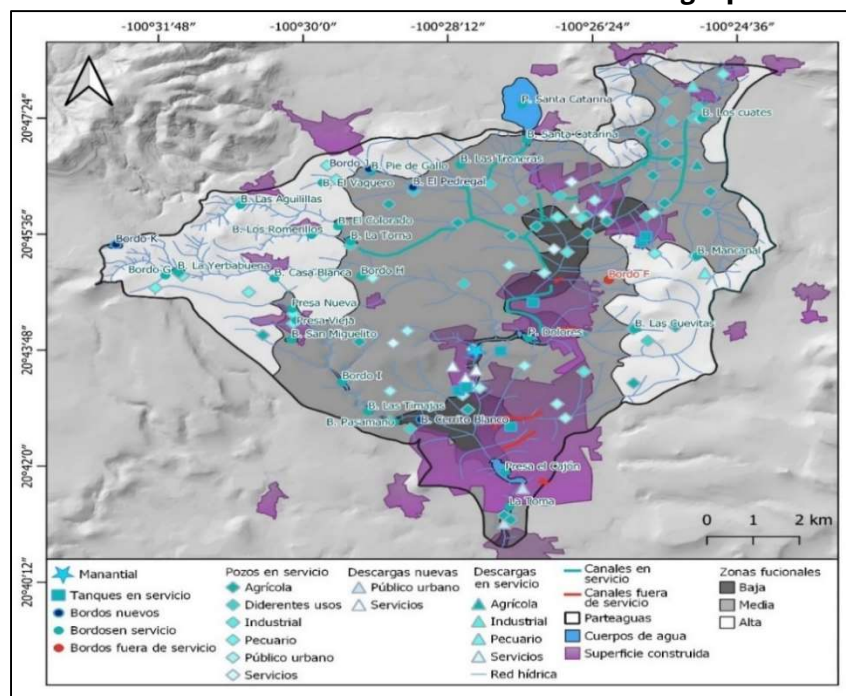 -100°31'48"
-100°30'0"
-100°28'12"
-100°26'24"
-100°24'36"
20°47'24"
20°45'36"
20°43'48"
20°42'0"
20°40'12"
P. Santa Catarina
B. Los cuates
B. Santa Catarina
B. Las Troneras
Bordo J
B. Pie de Gallo
B. El Vaquero
B. El Pedregal
B. Las Aguilillas
B. El Colorado
B. Los Romerillos
B. La Toma
Bordo K
B. Mancanal
Bordo G
B. La Yerbabuena
B. Casa Blanca
Bordo H
Bordo F
Presa Nueva
Presa Vieja
B. San Miguelito
P. Dolores
B. Las Cuevitas
Bordo I
B. Las Timajas
B. Pasamano
B. Cerrito Blanco
Presa el Cajón
La Toma
0 1 2 km
Manantial
Tanques en servicio
Bordos nuevos
Bordosen servicio
Bordos fuera de servicio
Pozos en servicio
Agrícola
Diderentes usos
Industrial
Pecuario
Público urbano
Servicios
Descargas nuevas
Público urbano
Servicios
Descargas
en servicio
Agrícola
Industrial
Pecuario
Servicios
Red hídrica
Canales en
servicio
Canales fuera
de servicio
Parteaguas
Cuerpos de agua
Superficie construida
Zonas fucionales
Baja
Media
Alta